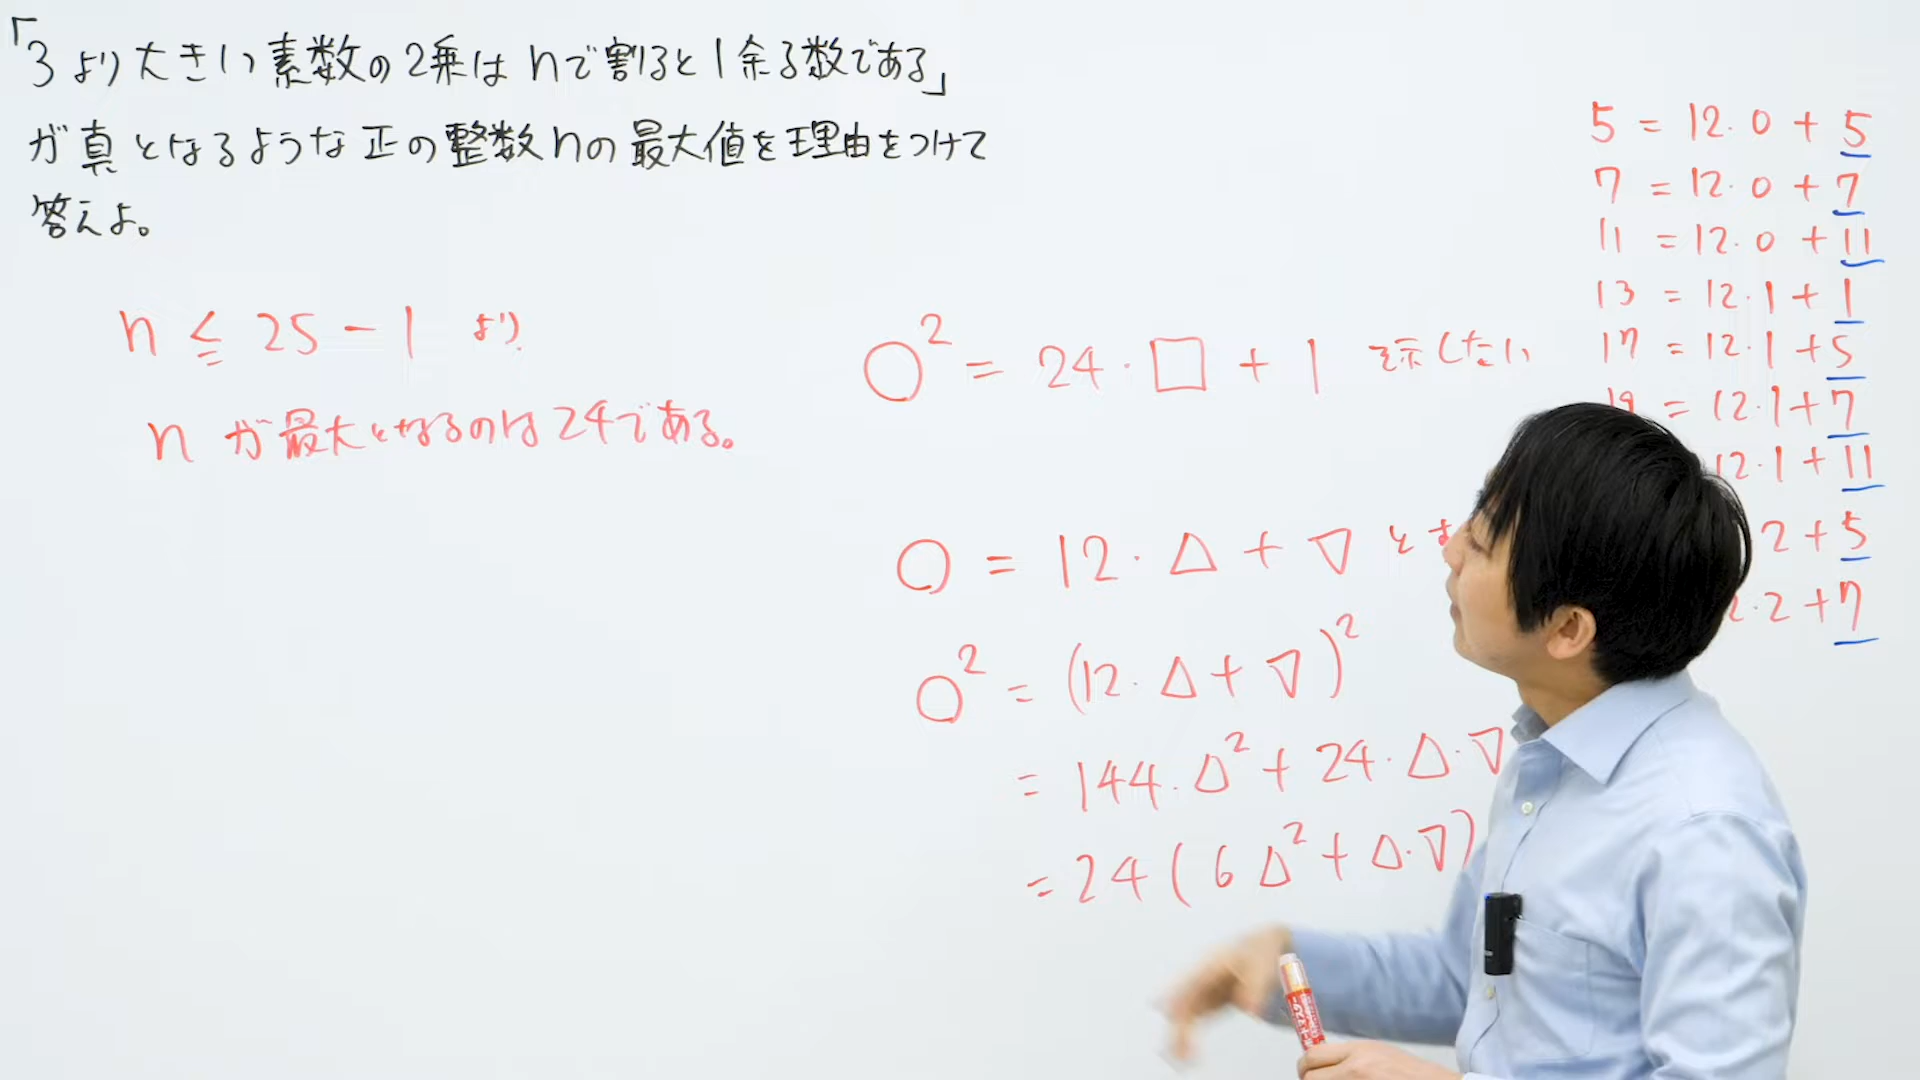 「3より大きい素数の2乗はnで割ると1余る数である」
が真となるような正の整数nの最大値を理由をつけて
答えよ。
n ≦ 25 - 1 より
n が最大となるのは24である。
○² = 24・□ + 1 を示したい
○ = 12・△ + ▽ と
○² = (12・△ + ▽)²
= 144・△² + 24・△・▽
= 24(6△² + △・▽)
5 = 12・0 + 5
7 = 12・0 + 7
11 = 12・0 + 11
13 = 12・1 + 1
17 = 12・1 + 5
19 = 12・1 + 7
12・1 + 11
2 + 5
2・2 + 7